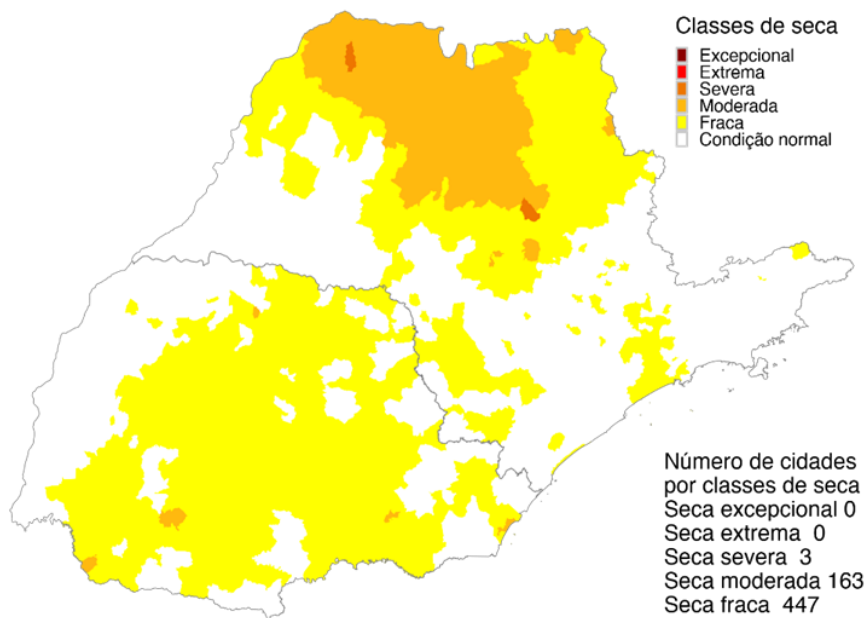 Classes de seca
Excepcional
Extrema
Severa
Moderada
Fraca
Condição normal
Número de cidades
por classes de seca
Seca excepcional 0
Seca extrema 0
Seca severa 3
Seca moderada 163
Seca fraca 447